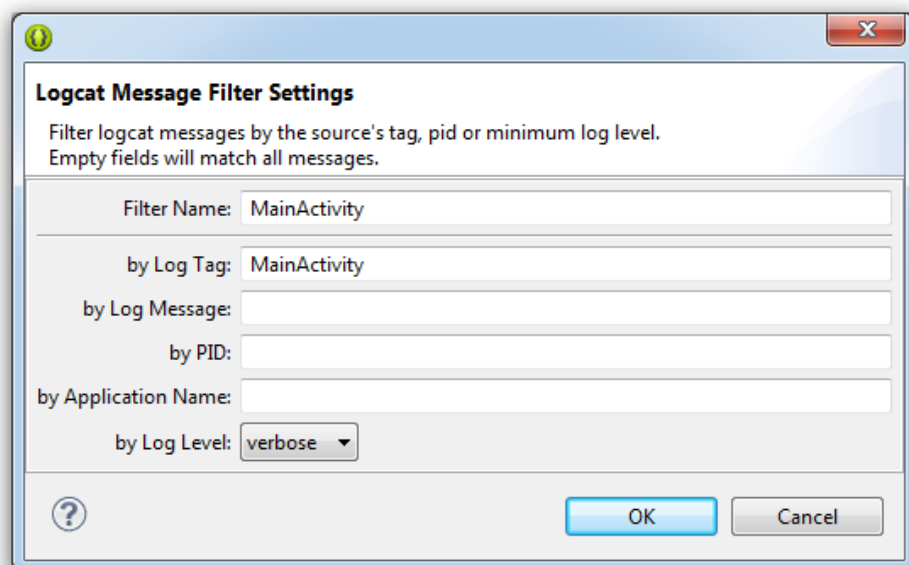 Logcat Message Filter Settings
Filter logcat messages by the source's tag, pid or minimum log level.
Empty fields will match all messages.
Filter Name: MainActivity
by Log Tag: MainActivity
by Log Message:
by PID:
by Application Name:
by Log Level: verbose
? OK Cancel